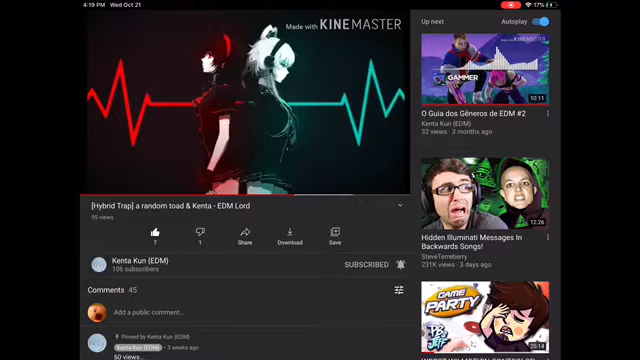 4:19 PM Wed Oct 21
17%
Made with KINEMASTER
Up next
Autoplay
GAMMER
10:11
O Guia dos Gêneros de EDM #2
Kenta Kun (EDM)
32 views · 3 months ago
[Hybrid Trap] a random toad & Kenta - EDM Lord
95 views
7
1
Share
Download
Save
12:26
Hidden Illuminati Messages In
Backwards Songs!
SteveTerreberry
231K views · 3 days ago
Kenta Kun (EDM)
106 subscribers
SUBSCRIBED
Comments 45
Add a public comment...
Pinned by Kenta Kun (EDM)
Kenta Kun (EDM) • 3 weeks ago
60 views...
GAME
PARTY
JEFF
25:14